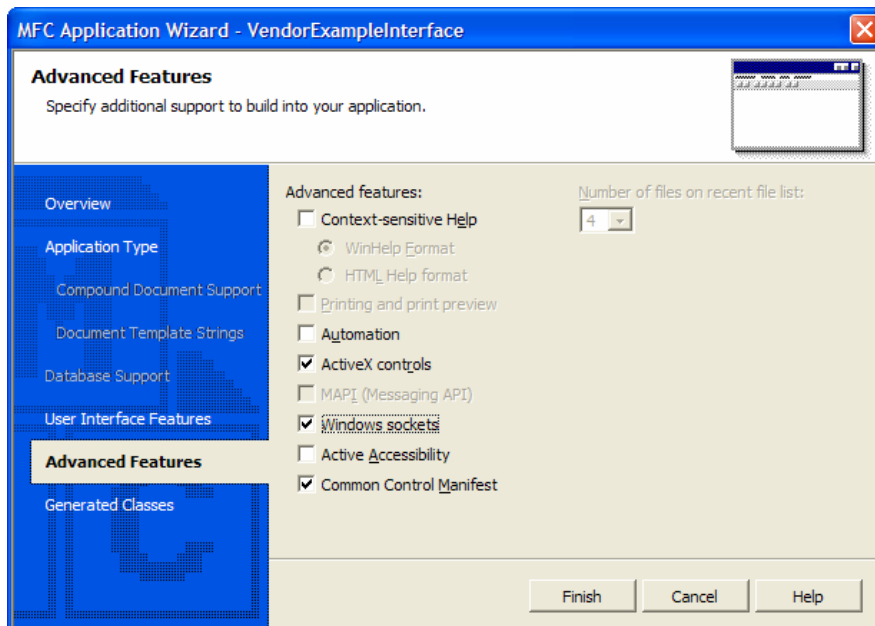 MFC Application Wizard - VendorExampleInterface
Advanced Features
Specify additional support to build into your application.
Overview
Application Type
Compound Document Support
Document Template Strings
Database Support
User Interface Features
Advanced Features
Generated Classes
Advanced features:
Context-sensitive Help
WinHelp Format
HTML Help format
Printing and print preview
Automation
ActiveX controls
MAPI (Messaging API)
Windows sockets
Active Accessibility
Common Control Manifest
Number of files on recent file list:
4
Finish
Cancel
Help